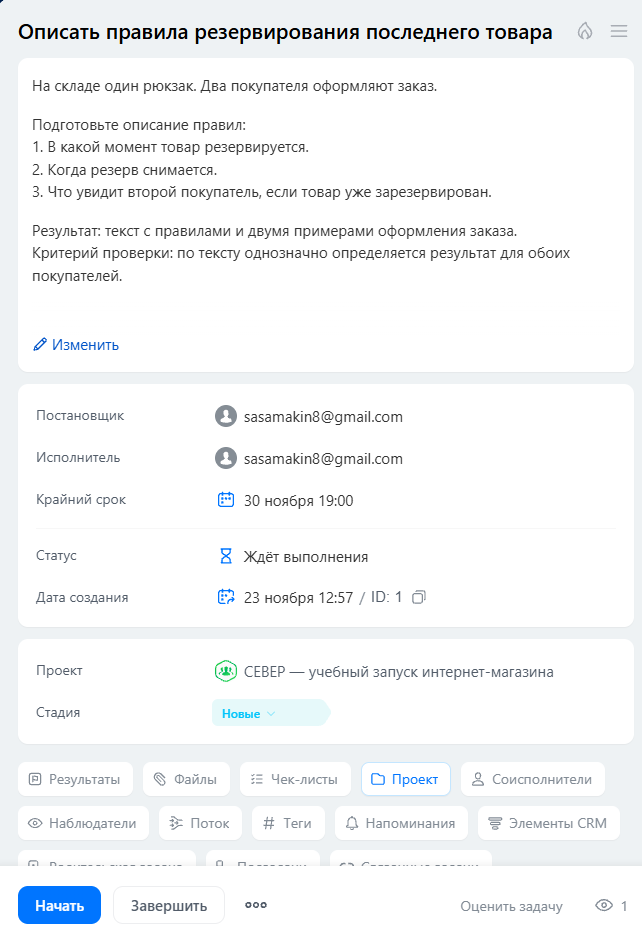 Описать правила резервирования последнего товара
На складе один рюкзак. Два покупателя оформляют заказ.
Подготовьте описание правил:
1. В какой момент товар резервируется.
2. Когда резерв снимается.
3. Что увидит второй покупатель, если товар уже зарезервирован.
Результат: текст с правилами и двумя примерами оформления заказа.
Критерий проверки: по тексту однозначно определяется результат для обоих
покупателей.
Изменить
Постановщик sasamakin8@gmail.com
Исполнитель sasamakin8@gmail.com
Крайний срок 30 ноября 19:00
Статус Ждёт выполнения
Дата создания 23 ноября 12:57 / ID: 1
Проект СЕВЕР — учебный запуск интернет-магазина
Стадия Новые
Результаты Файлы Чек-листы Проект Соисполнители
Наблюдатели Поток Теги Напоминания Элементы CRM
Начать Завершить Оценить задачу 1